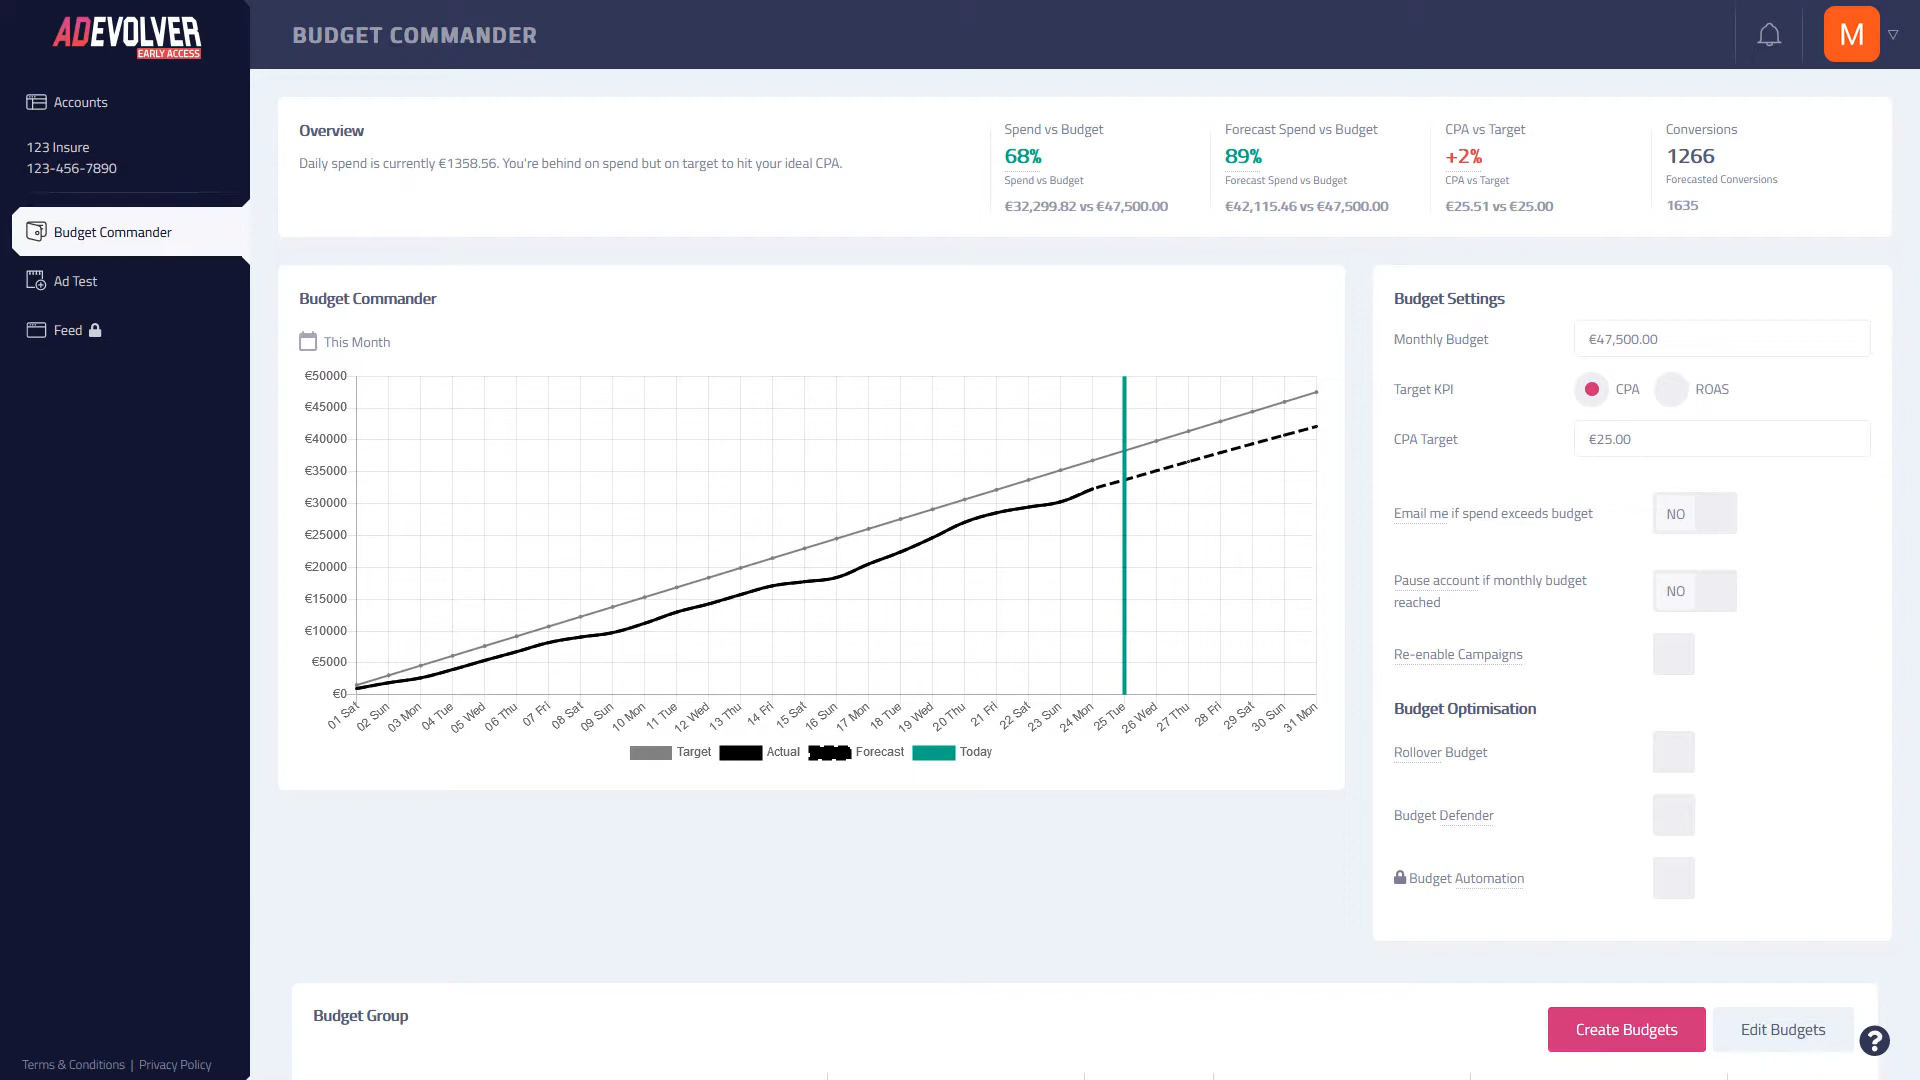 ADEVOLVER
EARLY ACCESS
BUDGET COMMANDER
M
Accounts
123 Insure
123-456-7890
Budget Commander
Ad Test
Feed
Terms & Conditions | Privacy Policy
Overview
Daily spend is currently €1358.56. You're behind on spend but on target to hit your ideal CPA.
Spend vs Budget
68%
Spend vs Budget
€32,299.82 vs €47,500.00
Forecast Spend vs Budget
89%
Forecast Spend vs Budget
€42,115.46 vs €47,500.00
CPA vs Target
+2%
CPA vs Target
€25.51 vs €25.00
Conversions
1266
Forecasted Conversions
1635
Budget Commander
This Month
€50000
€45000
€40000
€35000
€30000
€25000
€20000
€15000
€10000
€5000
€0
01 Sat
02 Sun
03 Mon
04 Tue
05 Wed
06 Thu
07 Fri
08 Sat
09 Sun
10 Mon
11 Tue
12 Wed
13 Thu
14 Fri
15 Sat
16 Sun
17 Mon
18 Tue
19 Wed
20 Thu
21 Fri
22 Sat
23 Sun
24 Mon
25 Tue
26 Wed
27 Thu
28 Fri
29 Sat
30 Sun
31 Mon
Target Actual Forecast Today
Budget Settings
Monthly Budget €47,500.00
Target KPI CPA ROAS
CPA Target €25.00
Email me if spend exceeds budget NO
Pause account if monthly budget
reached
NO
Re-enable Campaigns
Budget Optimisation
Rollover Budget
Budget Defender
Budget Automation
Budget Group
Create Budgets
Edit Budgets
?